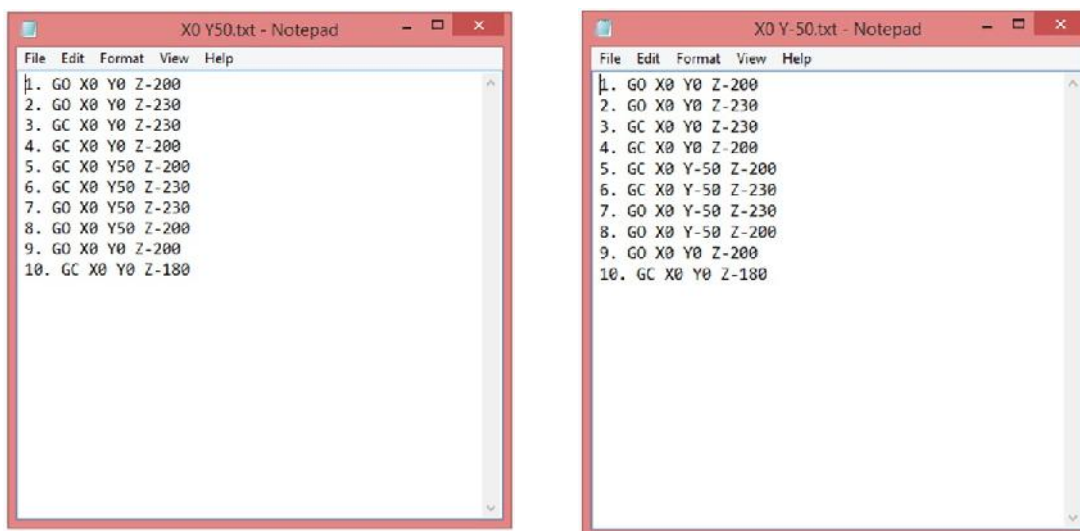 X0 Y50.txt - Notepad
File Edit Format View Help
1. GO X0 Y0 Z-200
2. GO X0 Y0 Z-230
3. GC X0 Y0 Z-230
4. GC X0 Y0 Z-200
5. GC X0 Y50 Z-200
6. GC X0 Y50 Z-230
7. GO X0 Y50 Z-230
8. GO X0 Y50 Z-200
9. GO X0 Y0 Z-200
10. GC X0 Y0 Z-180
X0 Y-50.txt - Notepad
File Edit Format View Help
1. GO X0 Y0 Z-200
2. GO X0 Y0 Z-230
3. GC X0 Y0 Z-230
4. GC X0 Y0 Z-200
5. GC X0 Y-50 Z-200
6. GC X0 Y-50 Z-230
7. GO X0 Y-50 Z-230
8. GO X0 Y-50 Z-200
9. GO X0 Y0 Z-200
10. GC X0 Y0 Z-180